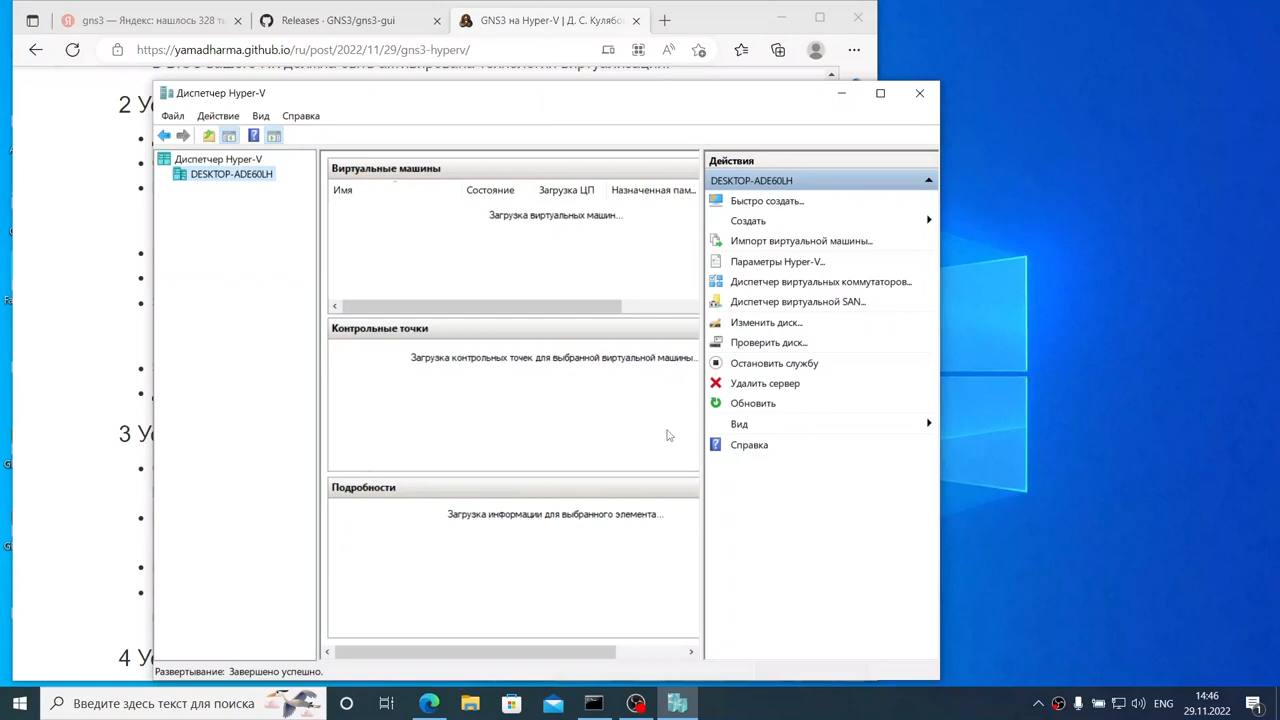 gns3 — Яндекс: нашлось 328 т
Releases · GNS3/gns3-gui
GNS3 на Hyper-V | Д. С. Кулябо
https://yamadharma.github.io/ru/post/2022/11/29/gns3-hyperv/
2 Ус
3 У
4 У
Диспетчер Hyper-V
Файл Действие Вид Справка
Диспетчер Hyper-V
DESKTOP-ADE60LH
Виртуальные машины
Имя Состояние Загрузка ЦП Назначенная пам...
Загрузка виртуальных машин...
Контрольные точки
Загрузка контрольных точек для выбранной виртуальной машины...
Подробности
Загрузка информации для выбранного элемента...
Действия
DESKTOP-ADE60LH
Быстро создать...
Создать
Импорт виртуальной машины...
Параметры Hyper-V...
Диспетчер виртуальных коммутаторов...
Диспетчер виртуальной SAN...
Изменить диск...
Проверить диск...
Остановить службу
Удалить сервер
Обновить
Вид
Справка
Развертывание: Завершено успешно.
Введите здесь текст для поиска
ENG
14:46
29.11.2022
1